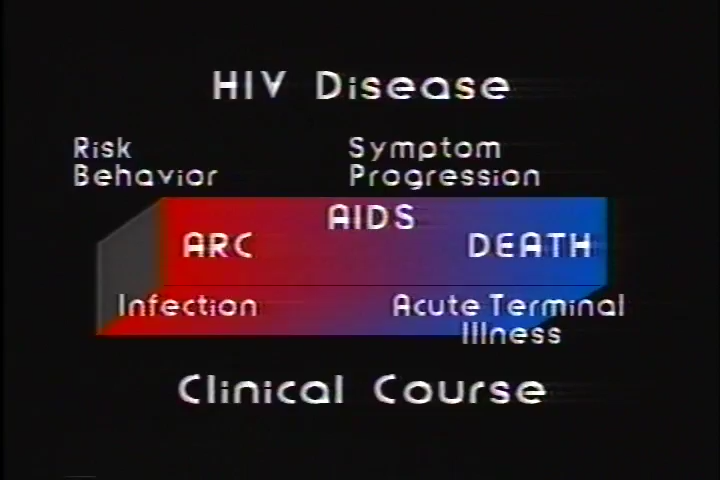 HIV Disease
Risk
Behavior
Symptom
Progression
AIDS
ARC
DEATH
Infection
Acute Terminal
Illness
Clinical Course